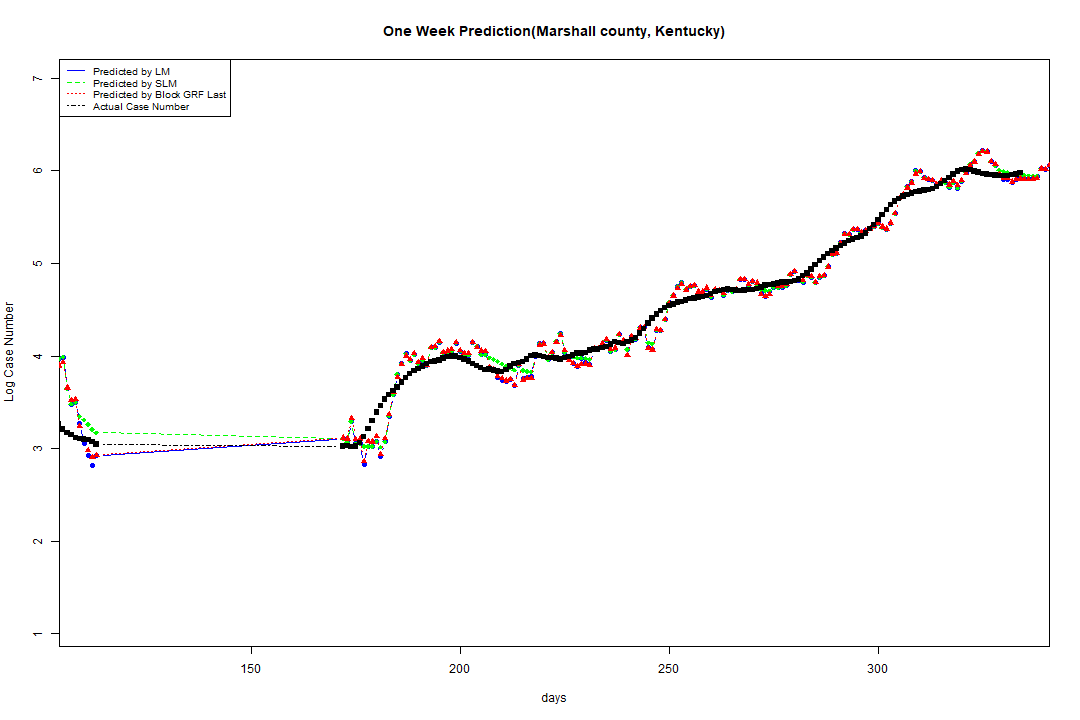 One Week Prediction(Marshall county, Kentucky)
Predicted by LM
Predicted by SLM
Predicted by Block GRF Last
Actual Case Number
7
6
5
4
3
2
1
Log Case Number
150 200 250 300
days